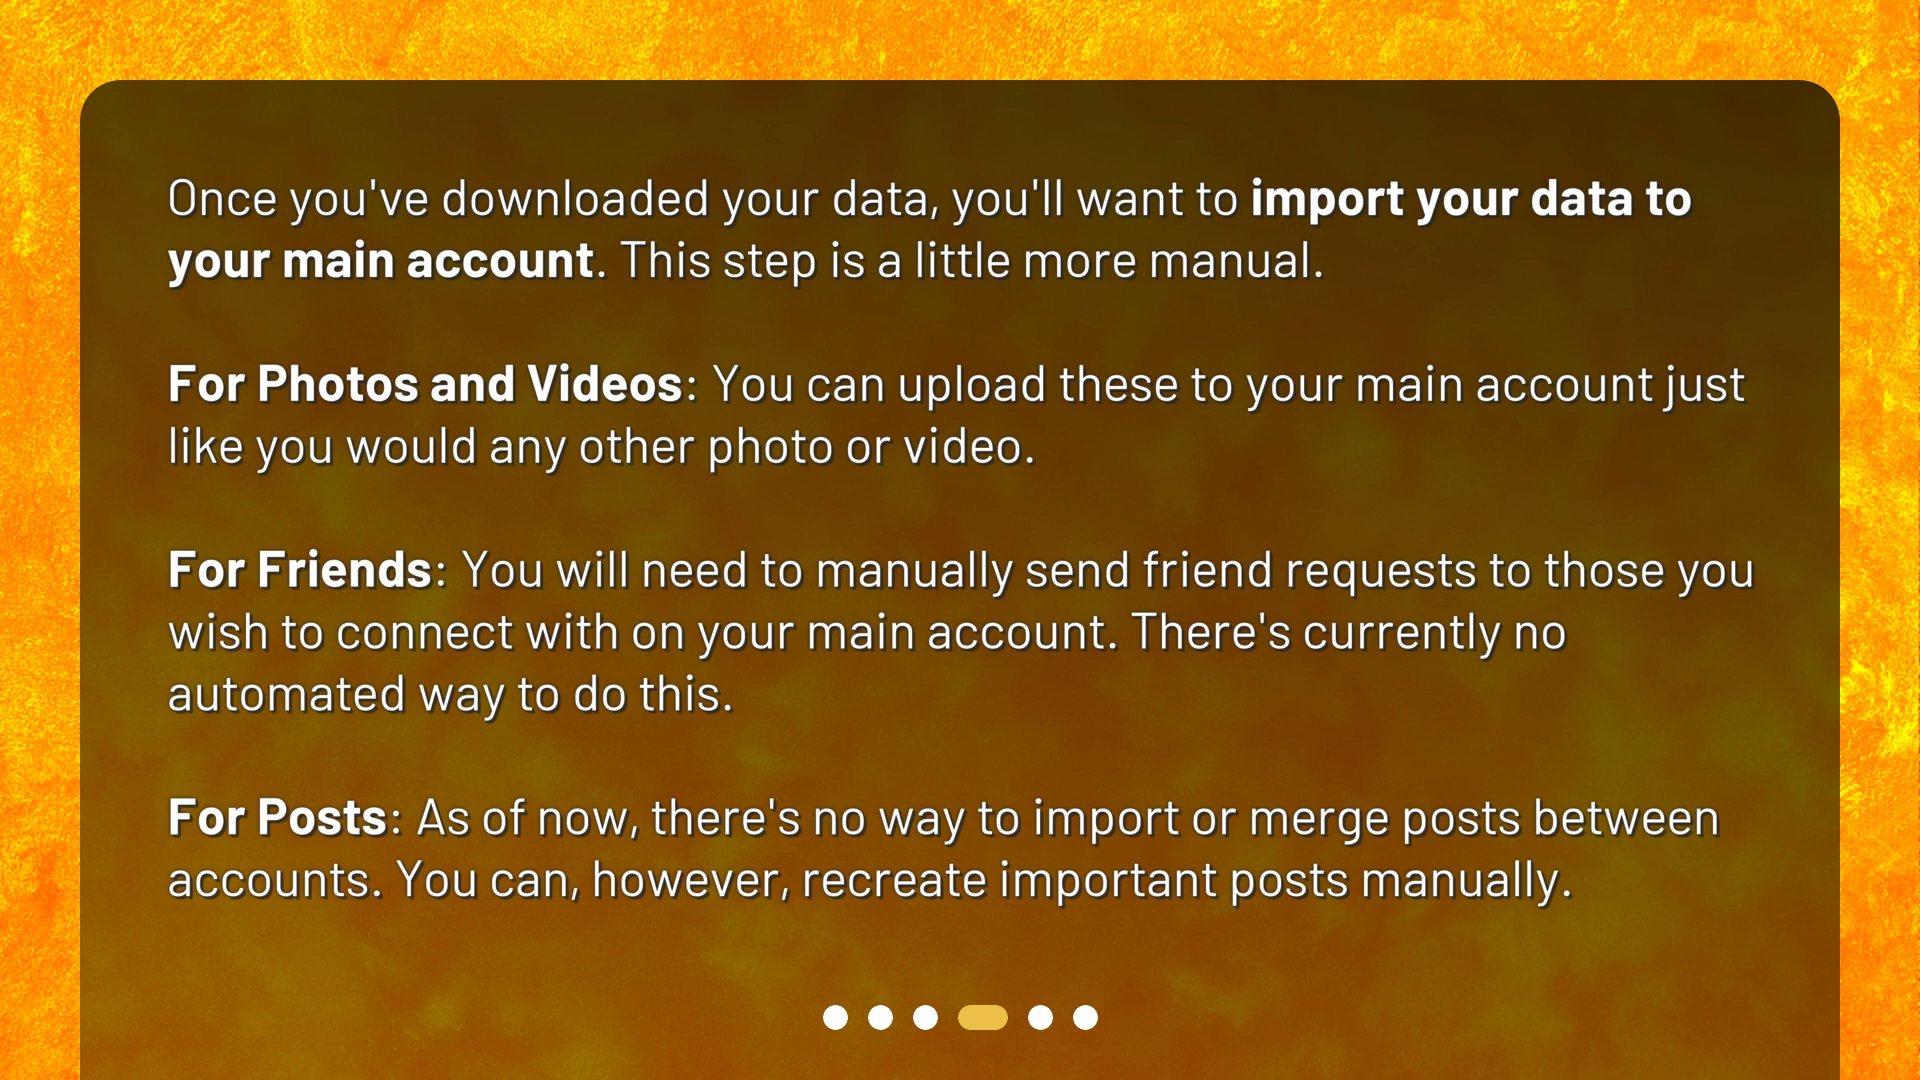 Once you've downloaded your data, you'll want to import your data to
your main account. This step is a little more manual.
For Photos and Videos: You can upload these to your main account just
like you would any other photo or video.
For Friends: You will need to manually send friend requests to those you
wish to connect with on your main account. There's currently no
automated way to do this.
For Posts: As of now, there's no way to import or merge posts between
accounts. You can, however, recreate important posts manually.